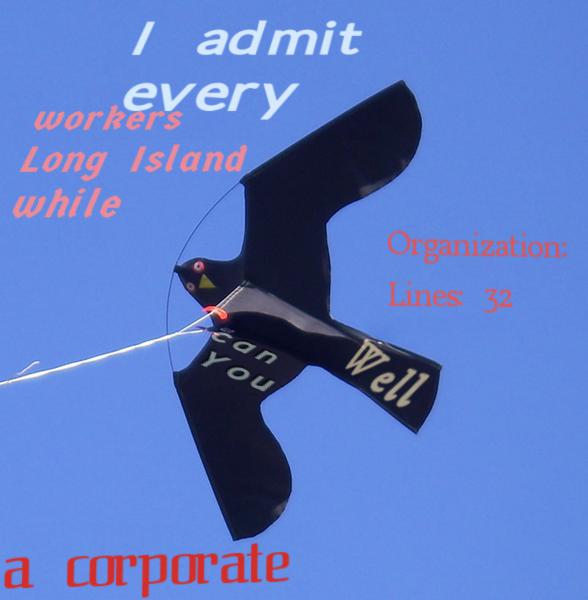 I admit
every
workers
Long Island
while
Organization:
Lines: 32
can
You
Well
a corporate